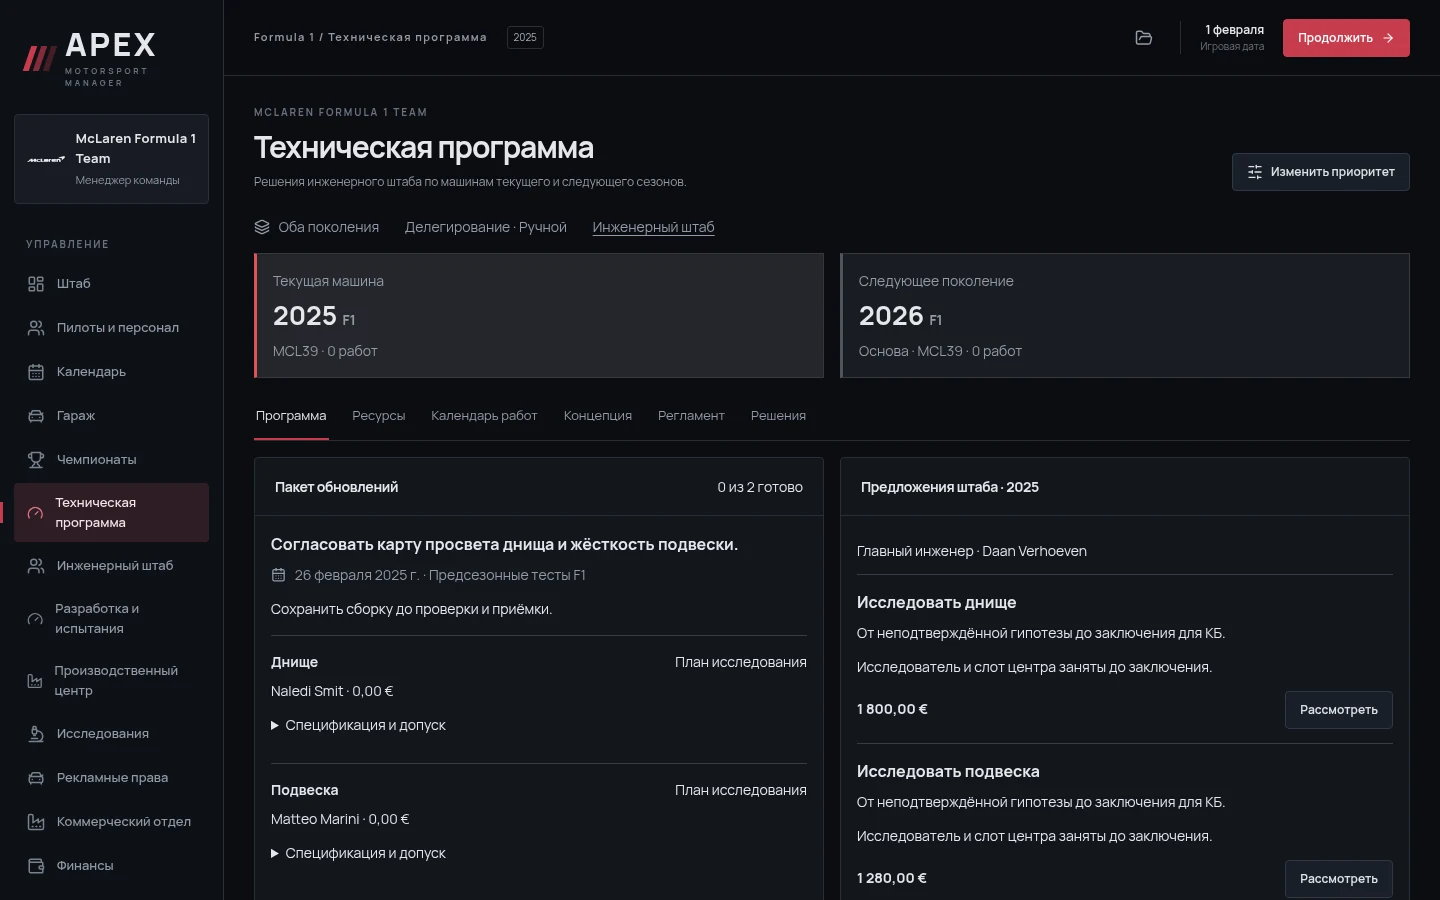 APEX
MOTORSPORT
MANAGER
McLaren Formula 1
Team
Менеджер команды
McLaren
УПРАВЛЕНИЕ
Штаб
Пилоты и персонал
Календарь
Гараж
Чемпионаты
Техническая
программа
Инженерный штаб
Разработка и
испытания
Производственный
центр
Исследования
Рекламные права
Коммерческий отдел
Финансы
Formula 1 / Техническая программа
2025
1 февраля
Игровая дата
Продолжить
MCLAREN FORMULA 1 TEAM
Техническая программа
Решения инженерного штаба по машинам текущего и следующего сезонов.
Изменить приоритет
Оба поколения
Делегирование · Ручной
Инженерный штаб
Текущая машина
2025 F1
MCL39 · 0 работ
Следующее поколение
2026 F1
Основа · MCL39 · 0 работ
Программа
Ресурсы
Календарь работ
Концепция
Регламент
Решения
Пакет обновлений
0 из 2 готово
Согласовать карту просвета днища и жёсткость подвески.
26 февраля 2025 г. · Предсезонные тесты F1
Сохранить сборку до проверки и приёмки.
Днище
План исследования
Naledi Smit · 0,00 €
Спецификация и допуск
Подвеска
План исследования
Matteo Marini · 0,00 €
Спецификация и допуск
Предложения штаба · 2025
Главный инженер · Daan Verhoeven
Исследовать днище
От неподтверждённой гипотезы до заключения для КБ.
Исследователь и слот центра заняты до заключения.
1 800,00 €
Рассмотреть
Исследовать подвеска
От неподтверждённой гипотезы до заключения для КБ.
Исследователь и слот центра заняты до заключения.
1 280,00 €
Рассмотреть